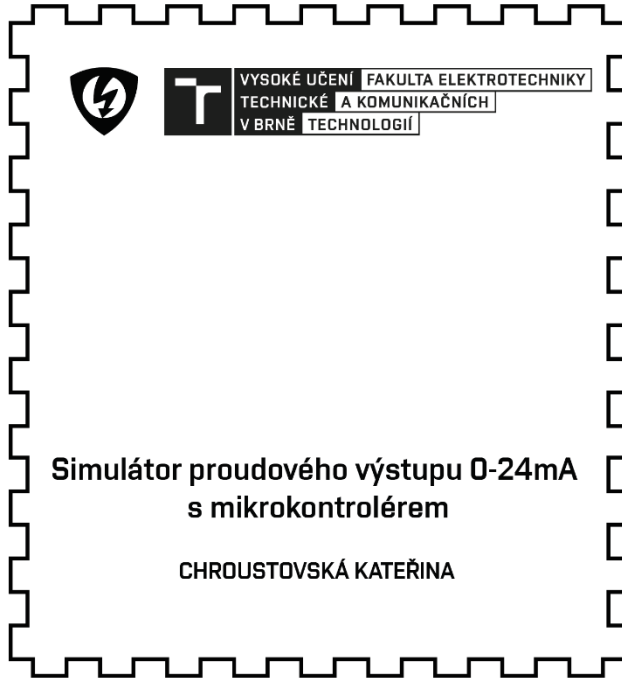 VYSOKÉ UČENÍ FAKULTA ELEKTROTECHNIKY
TECHNICKÉ A KOMUNIKAČNÍCH
V BRNĚ TECHNOLOGIÍ
Simulátor proudového výstupu 0-24mA
s mikrokontrolérem
CHROUSTOVSKÁ KATEŘINA